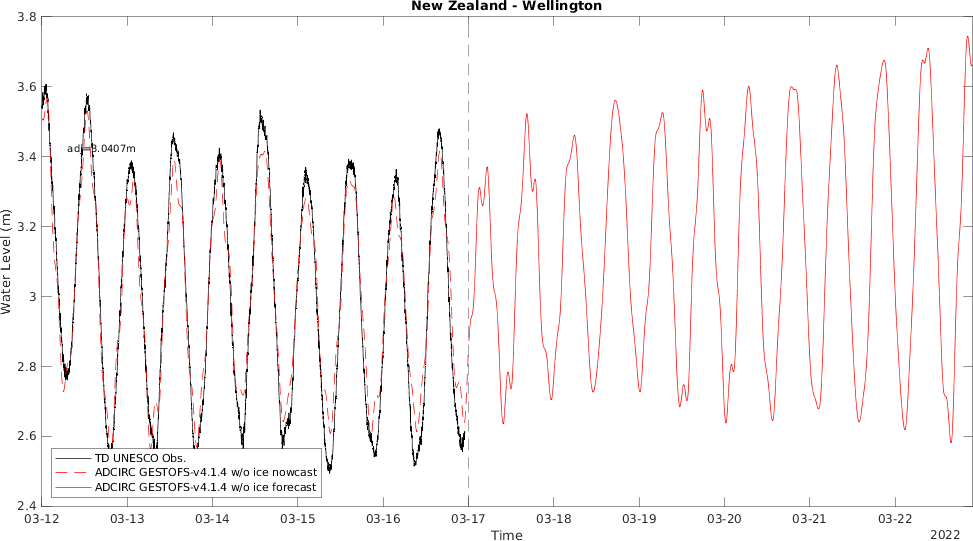 New Zealand - Wellington
3.8
3.6
3.4
3.2
3
2.8
2.6
2.4
Water Level (m)
adj=3.0407m
TD UNESCO Obs.
ADCIRC GESTOFS-v4.1.4 w/o ice nowcast
ADCIRC GESTOFS-v4.1.4 w/o ice forecast
03-12 03-13 03-14 03-15 03-16 03-17 03-18 03-19 03-20 03-21 03-22
Time
2022